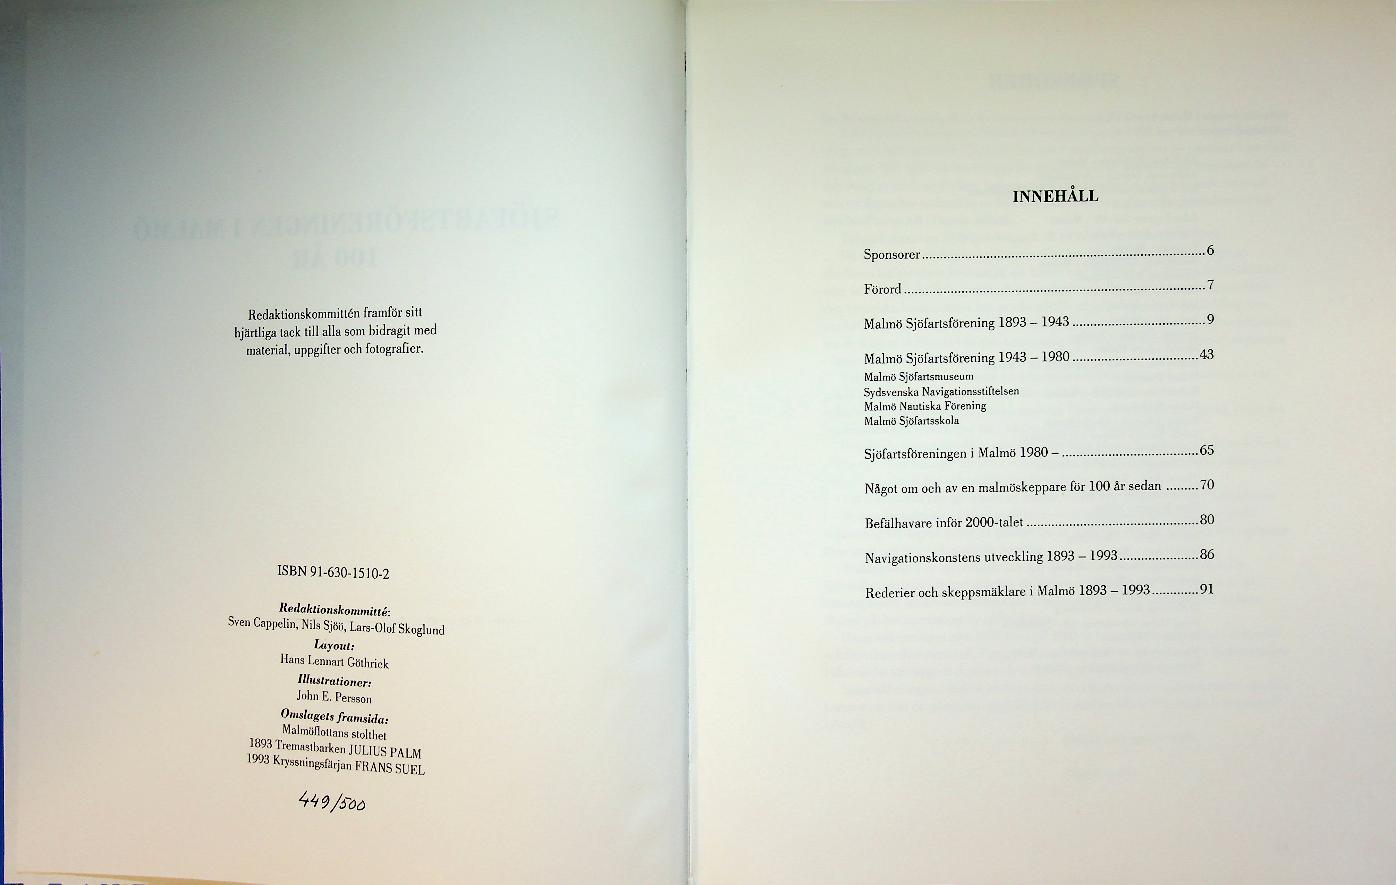 Redaktionskommittén framför sitt
hjärtliga tack till alla som bidragit med
material, uppgifter och fotografier.
ISBN 91-630-1510-2
Redaktionskommitté:
Sven Cappelin, Nils Sjöö, Lars-Olof Skoglund
Layout:
Hans Lennart Göthrick
Illustrationer:
John E. Persson
Omslagets framsida:
Malmöflottans stolthet
1893 Tremastbarken JULIUS PALM
1993 Kryssningsfärjan FRANS SUEL
449/500
INNEHÅLL
Sponsorer 6
Förord 7
Malmö Sjöfartsförening 1893 – 1943 9
Malmö Sjöfartsförening 1943 – 1980 43
Malmö Sjöfartsmuseum
Sydsvenska Navigationsstiftelsen
Malmö Nautiska Förening
Malmö Sjöfartsskola
Sjöfartsföreningen i Malmö 1980 – 65
Något om och av en malmöskeppare för 100 år sedan 70
Befälhavare inför 2000-talet 80
Navigationskonstens utveckling 1893 – 1993 86
Rederier och skeppsmäklare i Malmö 1893 – 1993 91